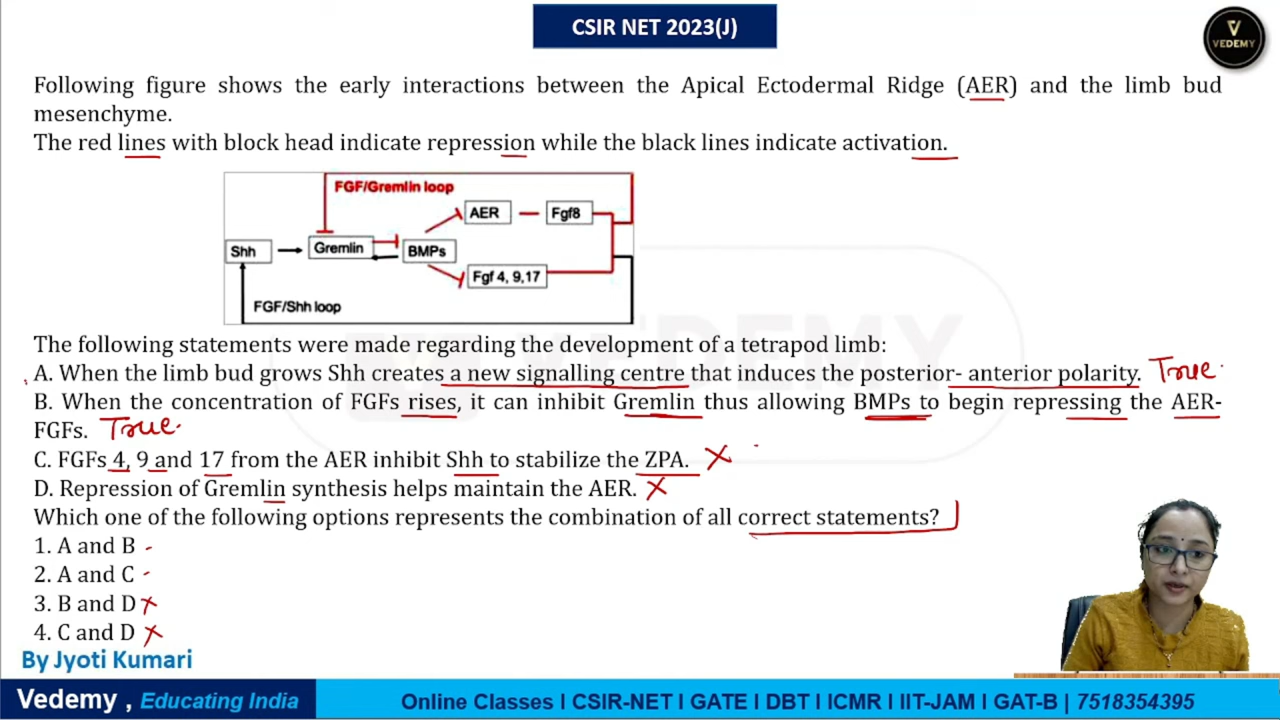 CSIR NET 2023(J)
VEDEMY
Following figure shows the early interactions between the Apical Ectodermal Ridge (AER) and the limb bud
mesenchyme.
The red lines with block head indicate repression while the black lines indicate activation.
FGF/Gremlin loop
AER
Fgf8
Shh
Gremlin
BMPs
Fgf 4, 9,17
FGF/Shh loop
VEDEMY
The following statements were made regarding the development of a tetrapod limb:
A. When the limb bud grows Shh creates a new signalling centre that induces the posterior- anterior polarity. True
B. When the concentration of FGFs rises, it can inhibit Gremlin thus allowing BMPs to begin repressing the AER-
FGFs. True
C. FGFs 4, 9 and 17 from the AER inhibit Shh to stabilize the ZPA.
D. Repression of Gremlin synthesis helps maintain the AER.
Which one of the following options represents the combination of all correct statements?
1. A and B
2. A and C
3. B and D
4. C and D
By Jyoti Kumari
Vedemy , Educating India
Online Classes I CSIR-NET I GATE I DBT I ICMR I IIT-JAM I GAT-B | 7518354395